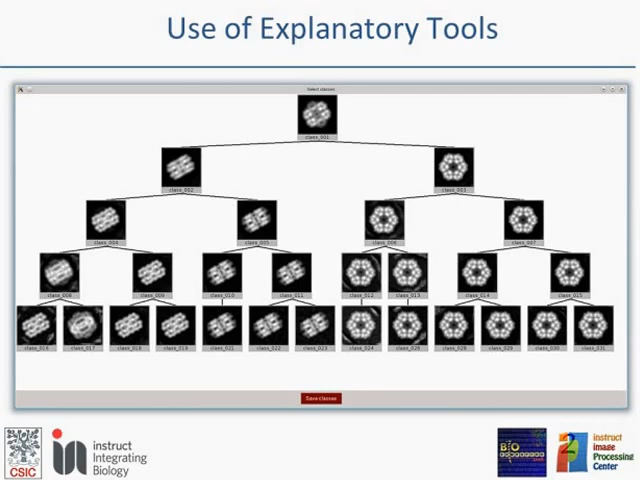 Use of Explanatory Tools
Select classes
class_001
class_002
class_003
class_004
class_005
class_006
class_007
class_008
class_009
class_010
class_011
class_012
class_013
class_014
class_015
class_016
class_017
class_018
class_019
class_021
class_022
class_023
class_024
class_026
class_028
class_029
class_030
class_031
Save classes
CSIC
instruct
Integrating
Biology
BiO
instruct
image
Processing
Center